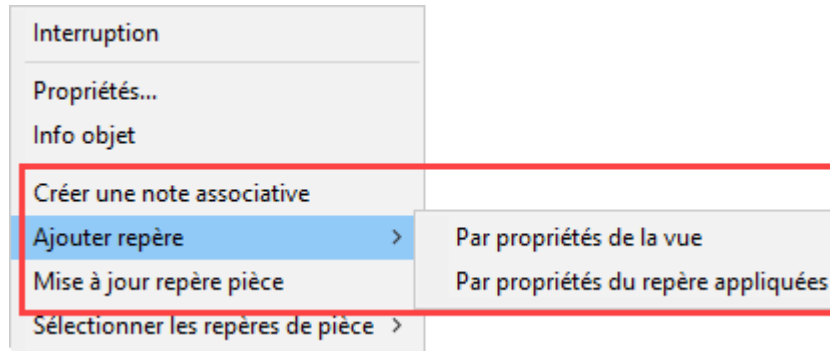 Interruption
Propriétés...
Info objet
Créer une note associative
Ajouter repère >
Par propriétés de la vue
Mise à jour repère pièce
Par propriétés du repère appliquées
Sélectionner les repères de pièce >